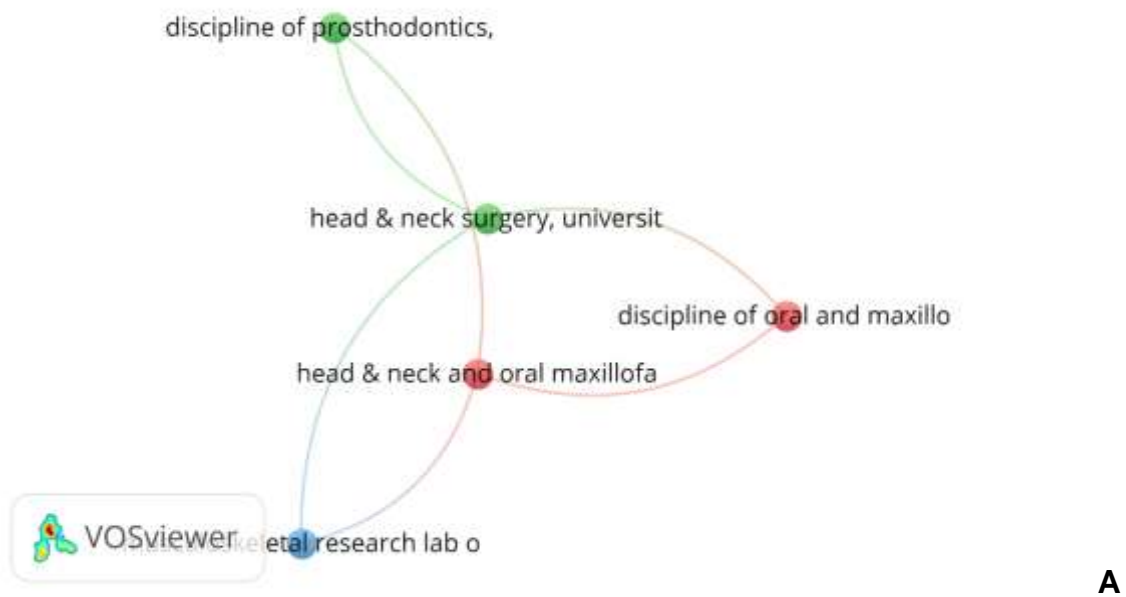 discipline of prosthodontics,
head & neck surgery, universit
discipline of oral and maxillo
head & neck and oral maxillofa
VOSviewer
etal research lab o
A